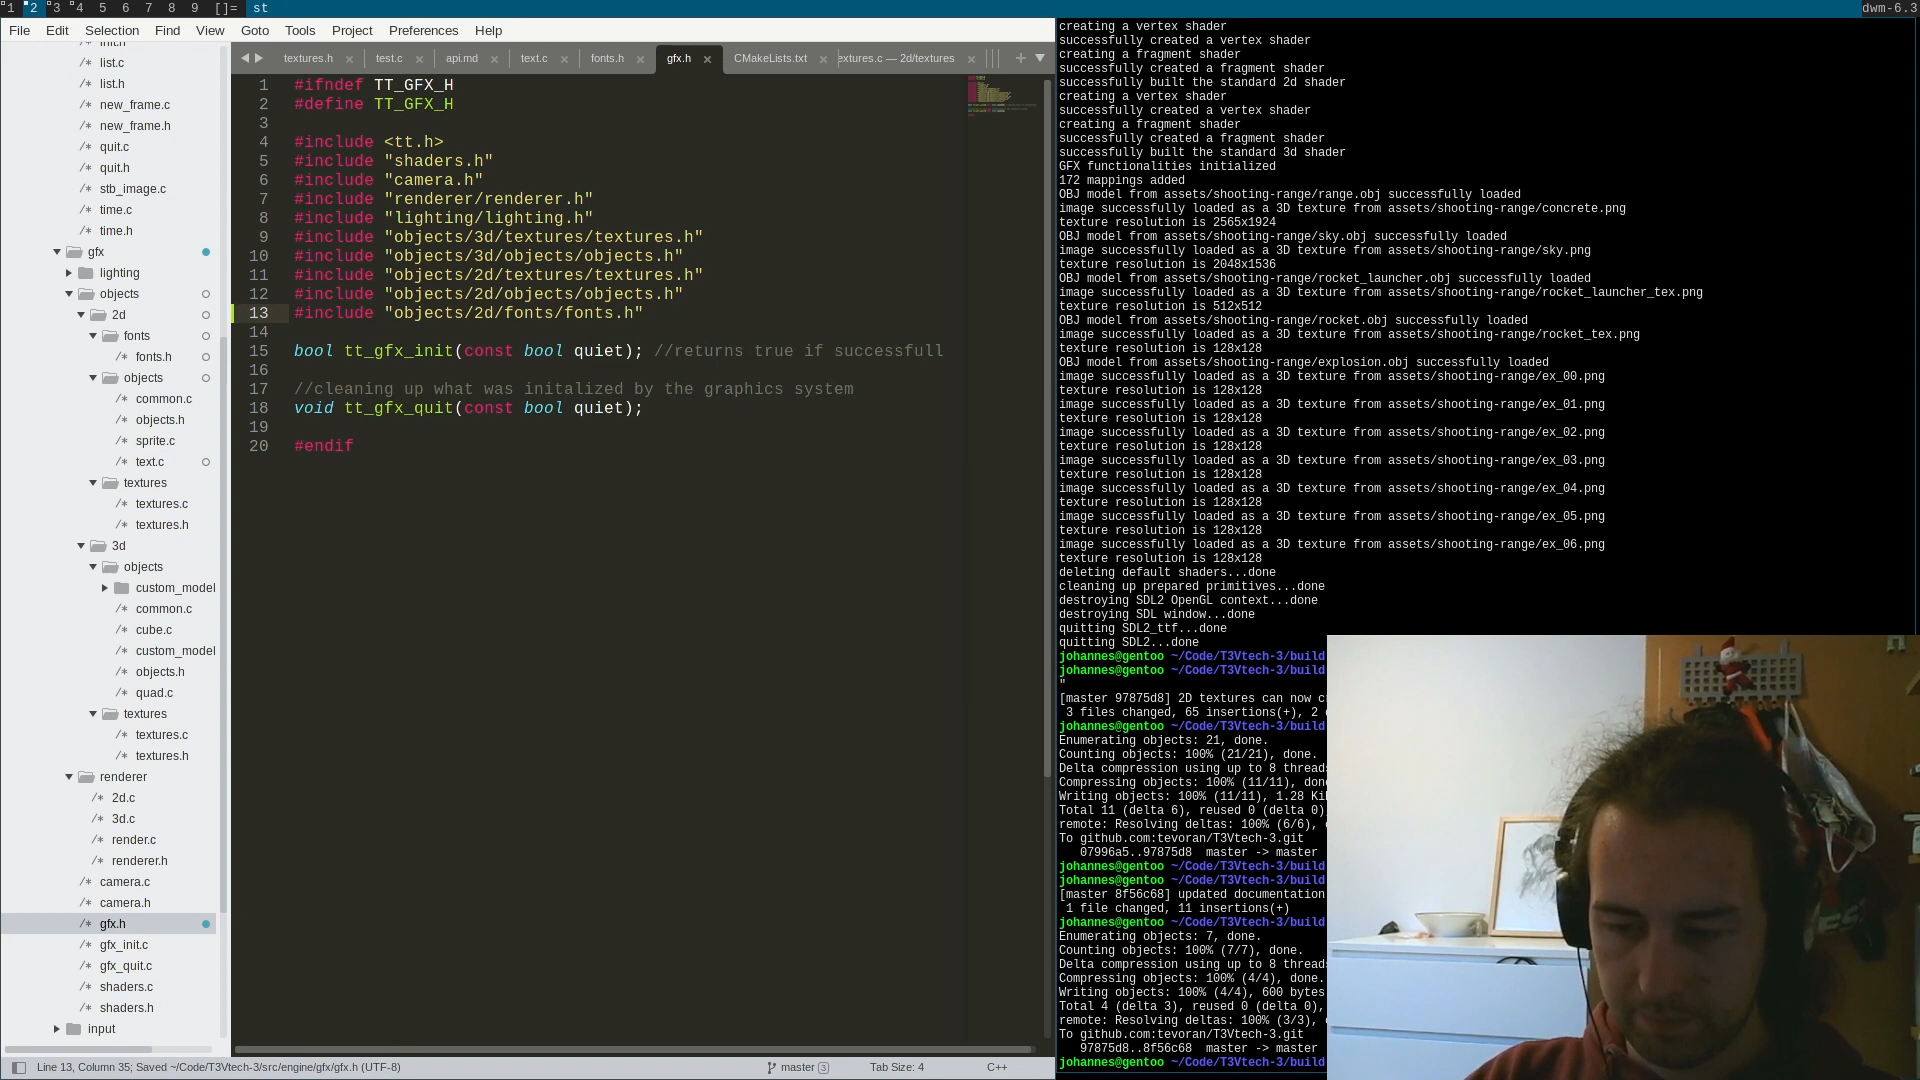 1 2 3 4 5 6 7 8 9 []= st dwm-6.3
File Edit Selection Find View Goto Tools Project Preferences Help
textures.h × test.c × api.md × text.c × fonts.h × gfx.h × CMakeLists.txt × extures.c — 2d/textures ×
init.h
/* list.c
/* list.h
/* new_frame.c
/* new_frame.h
/* quit.c
/* quit.h
/* stb_image.c
/* time.c
/* time.h
gfx
lighting
objects
2d
fonts
/* fonts.h
objects
/* common.c
/* objects.h
/* sprite.c
/* text.c
textures
/* textures.c
/* textures.h
3d
objects
custom_model
/* common.c
/* cube.c
/* custom_model
/* objects.h
/* quad.c
textures
/* textures.c
/* textures.h
renderer
/* 2d.c
/* 3d.c
/* render.c
/* renderer.h
/* camera.c
/* camera.h
/* gfx.h
/* gfx_init.c
/* gfx_quit.c
/* shaders.c
/* shaders.h
input
1 #ifndef TT_GFX_H
2 #define TT_GFX_H
3
4 #include <tt.h>
5 #include "shaders.h"
6 #include "camera.h"
7 #include "renderer/renderer.h"
8 #include "lighting/lighting.h"
9 #include "objects/3d/textures/textures.h"
10 #include "objects/3d/objects/objects.h"
11 #include "objects/2d/textures/textures.h"
12 #include "objects/2d/objects/objects.h"
13 #include "objects/2d/fonts/fonts.h"
14
15 bool tt_gfx_init(const bool quiet); //returns true if successfull
16
17 //cleaning up what was initalized by the graphics system
18 void tt_gfx_quit(const bool quiet);
19
20 #endif
Line 13, Column 35; Saved ~/Code/T3Vtech-3/src/engine/gfx/gfx.h (UTF-8) master 3 Tab Size: 4 C++
creating a vertex shader
successfully created a vertex shader
creating a fragment shader
successfully created a fragment shader
successfully built the standard 2d shader
creating a vertex shader
successfully created a vertex shader
creating a fragment shader
successfully created a fragment shader
successfully built the standard 3d shader
GFX functionalities initialized
172 mappings added
OBJ model from assets/shooting-range/range.obj successfully loaded
image successfully loaded as a 3D texture from assets/shooting-range/concrete.png
texture resolution is 2565x1924
OBJ model from assets/shooting-range/sky.obj successfully loaded
image successfully loaded as a 3D texture from assets/shooting-range/sky.png
texture resolution is 2048x1536
OBJ model from assets/shooting-range/rocket_launcher.obj successfully loaded
image successfully loaded as a 3D texture from assets/shooting-range/rocket_launcher_tex.png
texture resolution is 512x512
OBJ model from assets/shooting-range/rocket.obj successfully loaded
image successfully loaded as a 3D texture from assets/shooting-range/rocket_tex.png
texture resolution is 128x128
OBJ model from assets/shooting-range/explosion.obj successfully loaded
image successfully loaded as a 3D texture from assets/shooting-range/ex_00.png
texture resolution is 128x128
image successfully loaded as a 3D texture from assets/shooting-range/ex_01.png
texture resolution is 128x128
image successfully loaded as a 3D texture from assets/shooting-range/ex_02.png
texture resolution is 128x128
image successfully loaded as a 3D texture from assets/shooting-range/ex_03.png
texture resolution is 128x128
image successfully loaded as a 3D texture from assets/shooting-range/ex_04.png
texture resolution is 128x128
image successfully loaded as a 3D texture from assets/shooting-range/ex_05.png
texture resolution is 128x128
image successfully loaded as a 3D texture from assets/shooting-range/ex_06.png
texture resolution is 128x128
deleting default shaders...done
cleaning up prepared primitives...done
destroying SDL2 OpenGL context...done
destroying SDL window...done
quitting SDL2_ttf...done
quitting SDL2...done
johannes@gentoo ~/Code/T3Vtech-3/build
johannes@gentoo ~/Code/T3Vtech-3/build
"
[master 97875d8] 2D textures can now
3 files changed, 65 insertions(+), 2
johannes@gentoo ~/Code/T3Vtech-3/build
Enumerating objects: 21, done.
Counting objects: 100% (21/21), done.
Delta compression using up to 8 threads
Compressing objects: 100% (11/11), done
Writing objects: 100% (11/11), 1.28
Total 11 (delta 6), reused 0 (delta 0)
remote: Resolving deltas: 100% (6/6),
To github.com:tevoran/T3Vtech-3.git
07996a5..97875d8 master -> master
johannes@gentoo ~/Code/T3Vtech-3/build
johannes@gentoo ~/Code/T3Vtech-3/build
[master 8f56c68] updated documentation
1 file changed, 11 insertions(+)
johannes@gentoo ~/Code/T3Vtech-3/build
Enumerating objects: 7, done.
Counting objects: 100% (7/7), done.
Delta compression using up to 8 threads
Compressing objects: 100% (4/4), done.
Writing objects: 100% (4/4), 600 bytes
Total 4 (delta 3), reused 0 (delta 0),
remote: Resolving deltas: 100% (3/3),
To github.com:tevoran/T3Vtech-3.git
97875d8..8f56c68 master -> master
johannes@gentoo ~/Code/T3Vtech-3/build